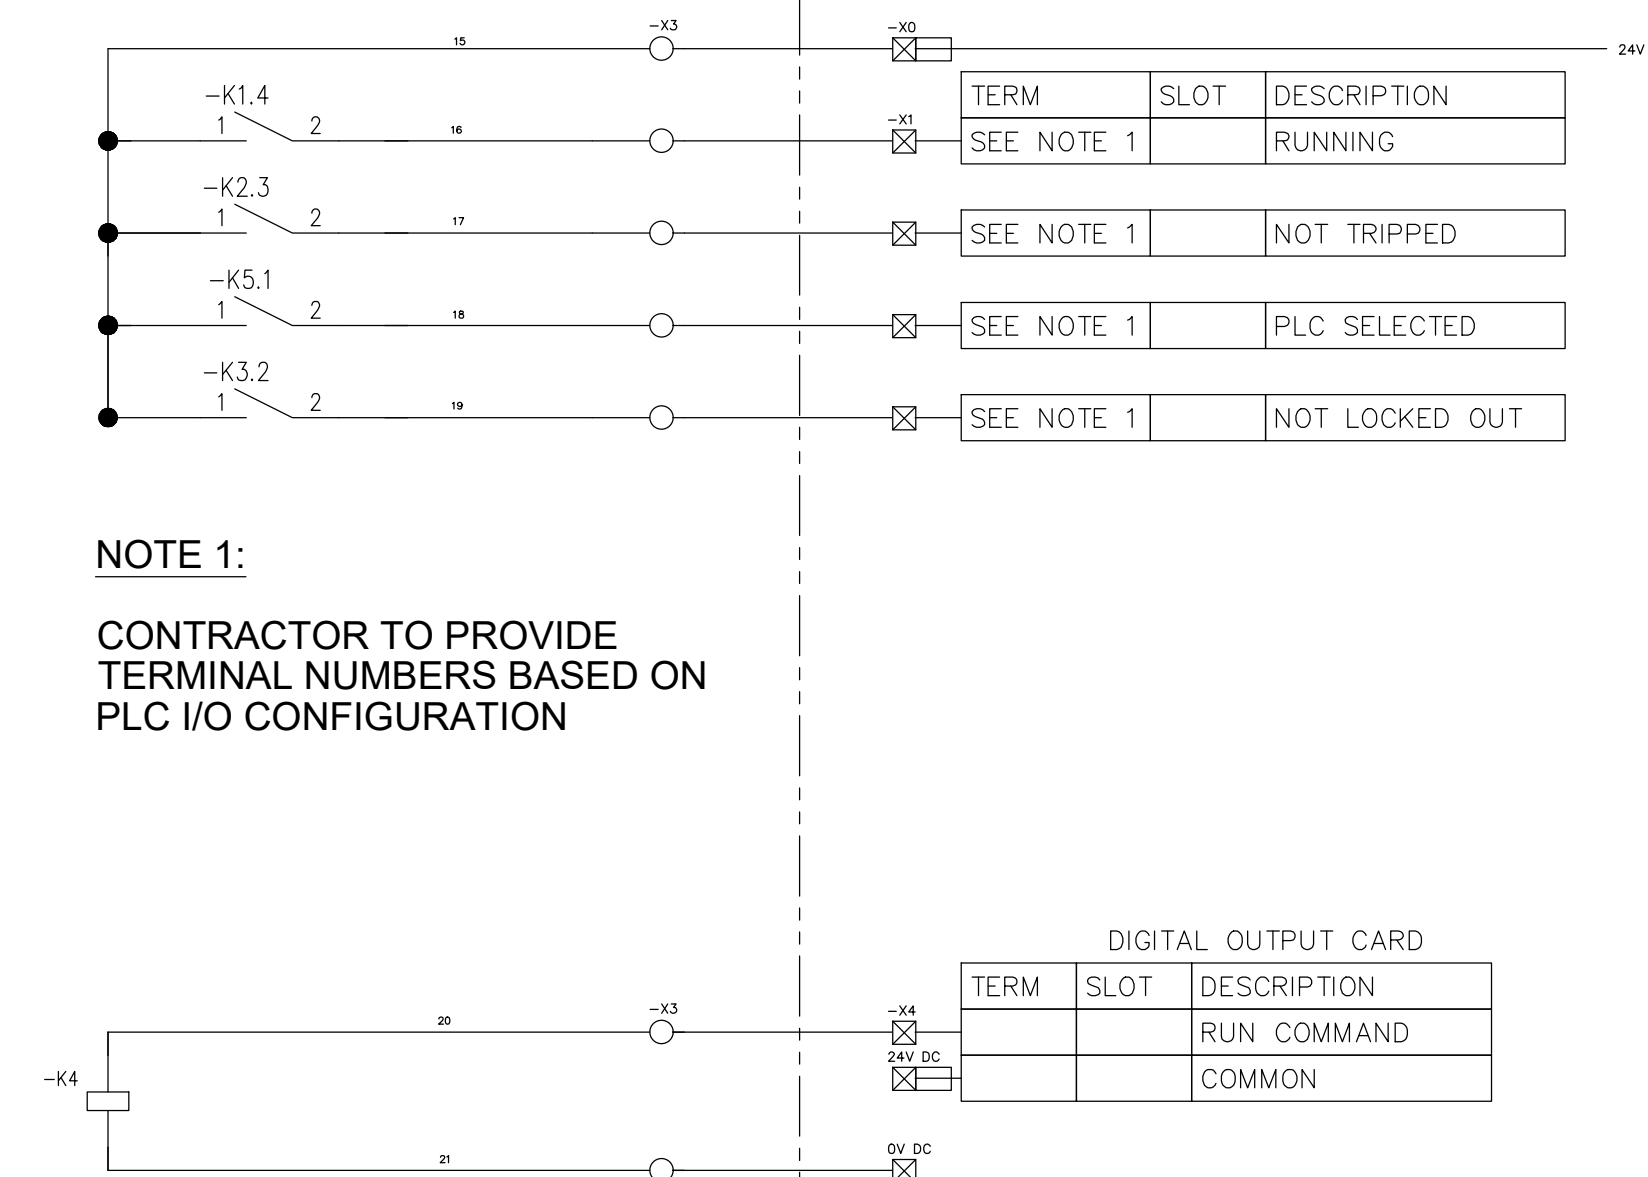 -X3
-X0
15
24V
-K1.4
TERM SLOT DESCRIPTION
1 2 16
-X1
SEE NOTE 1 RUNNING
-K2.3
1 2 17
SEE NOTE 1 NOT TRIPPED
-K5.1
1 2 18
SEE NOTE 1 PLC SELECTED
-K3.2
1 2 19
SEE NOTE 1 NOT LOCKED OUT
NOTE 1:
CONTRACTOR TO PROVIDE
TERMINAL NUMBERS BASED ON
PLC I/O CONFIGURATION
DIGITAL OUTPUT CARD
TERM SLOT DESCRIPTION
20
-X3
-X4
RUN COMMAND
24V DC
COMMON
-K4
21
0V DC